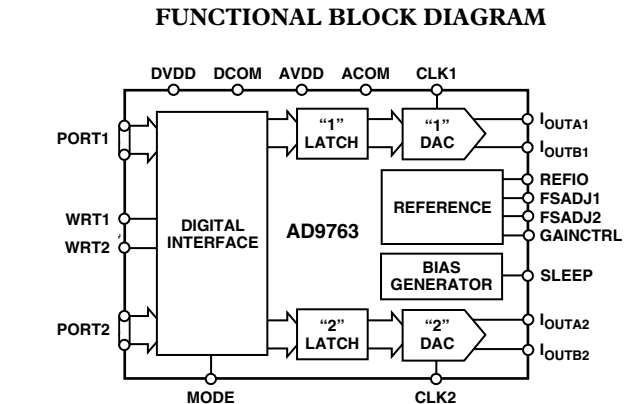 FUNCTIONAL BLOCK DIAGRAM
DVDD DCOM AVDD ACOM CLK1
PORT1
WRT1
WRT2
PORT2
DIGITAL
INTERFACE
"1"
LATCH
"1"
DAC
AD9763
REFERENCE
BIAS
GENERATOR
"2"
LATCH
"2"
DAC
IOUTA1
IOUTB1
REFIO
FSADJ1
FSADJ2
GAINCTRL
SLEEP
IOUTA2
IOUTB2
MODE CLK2